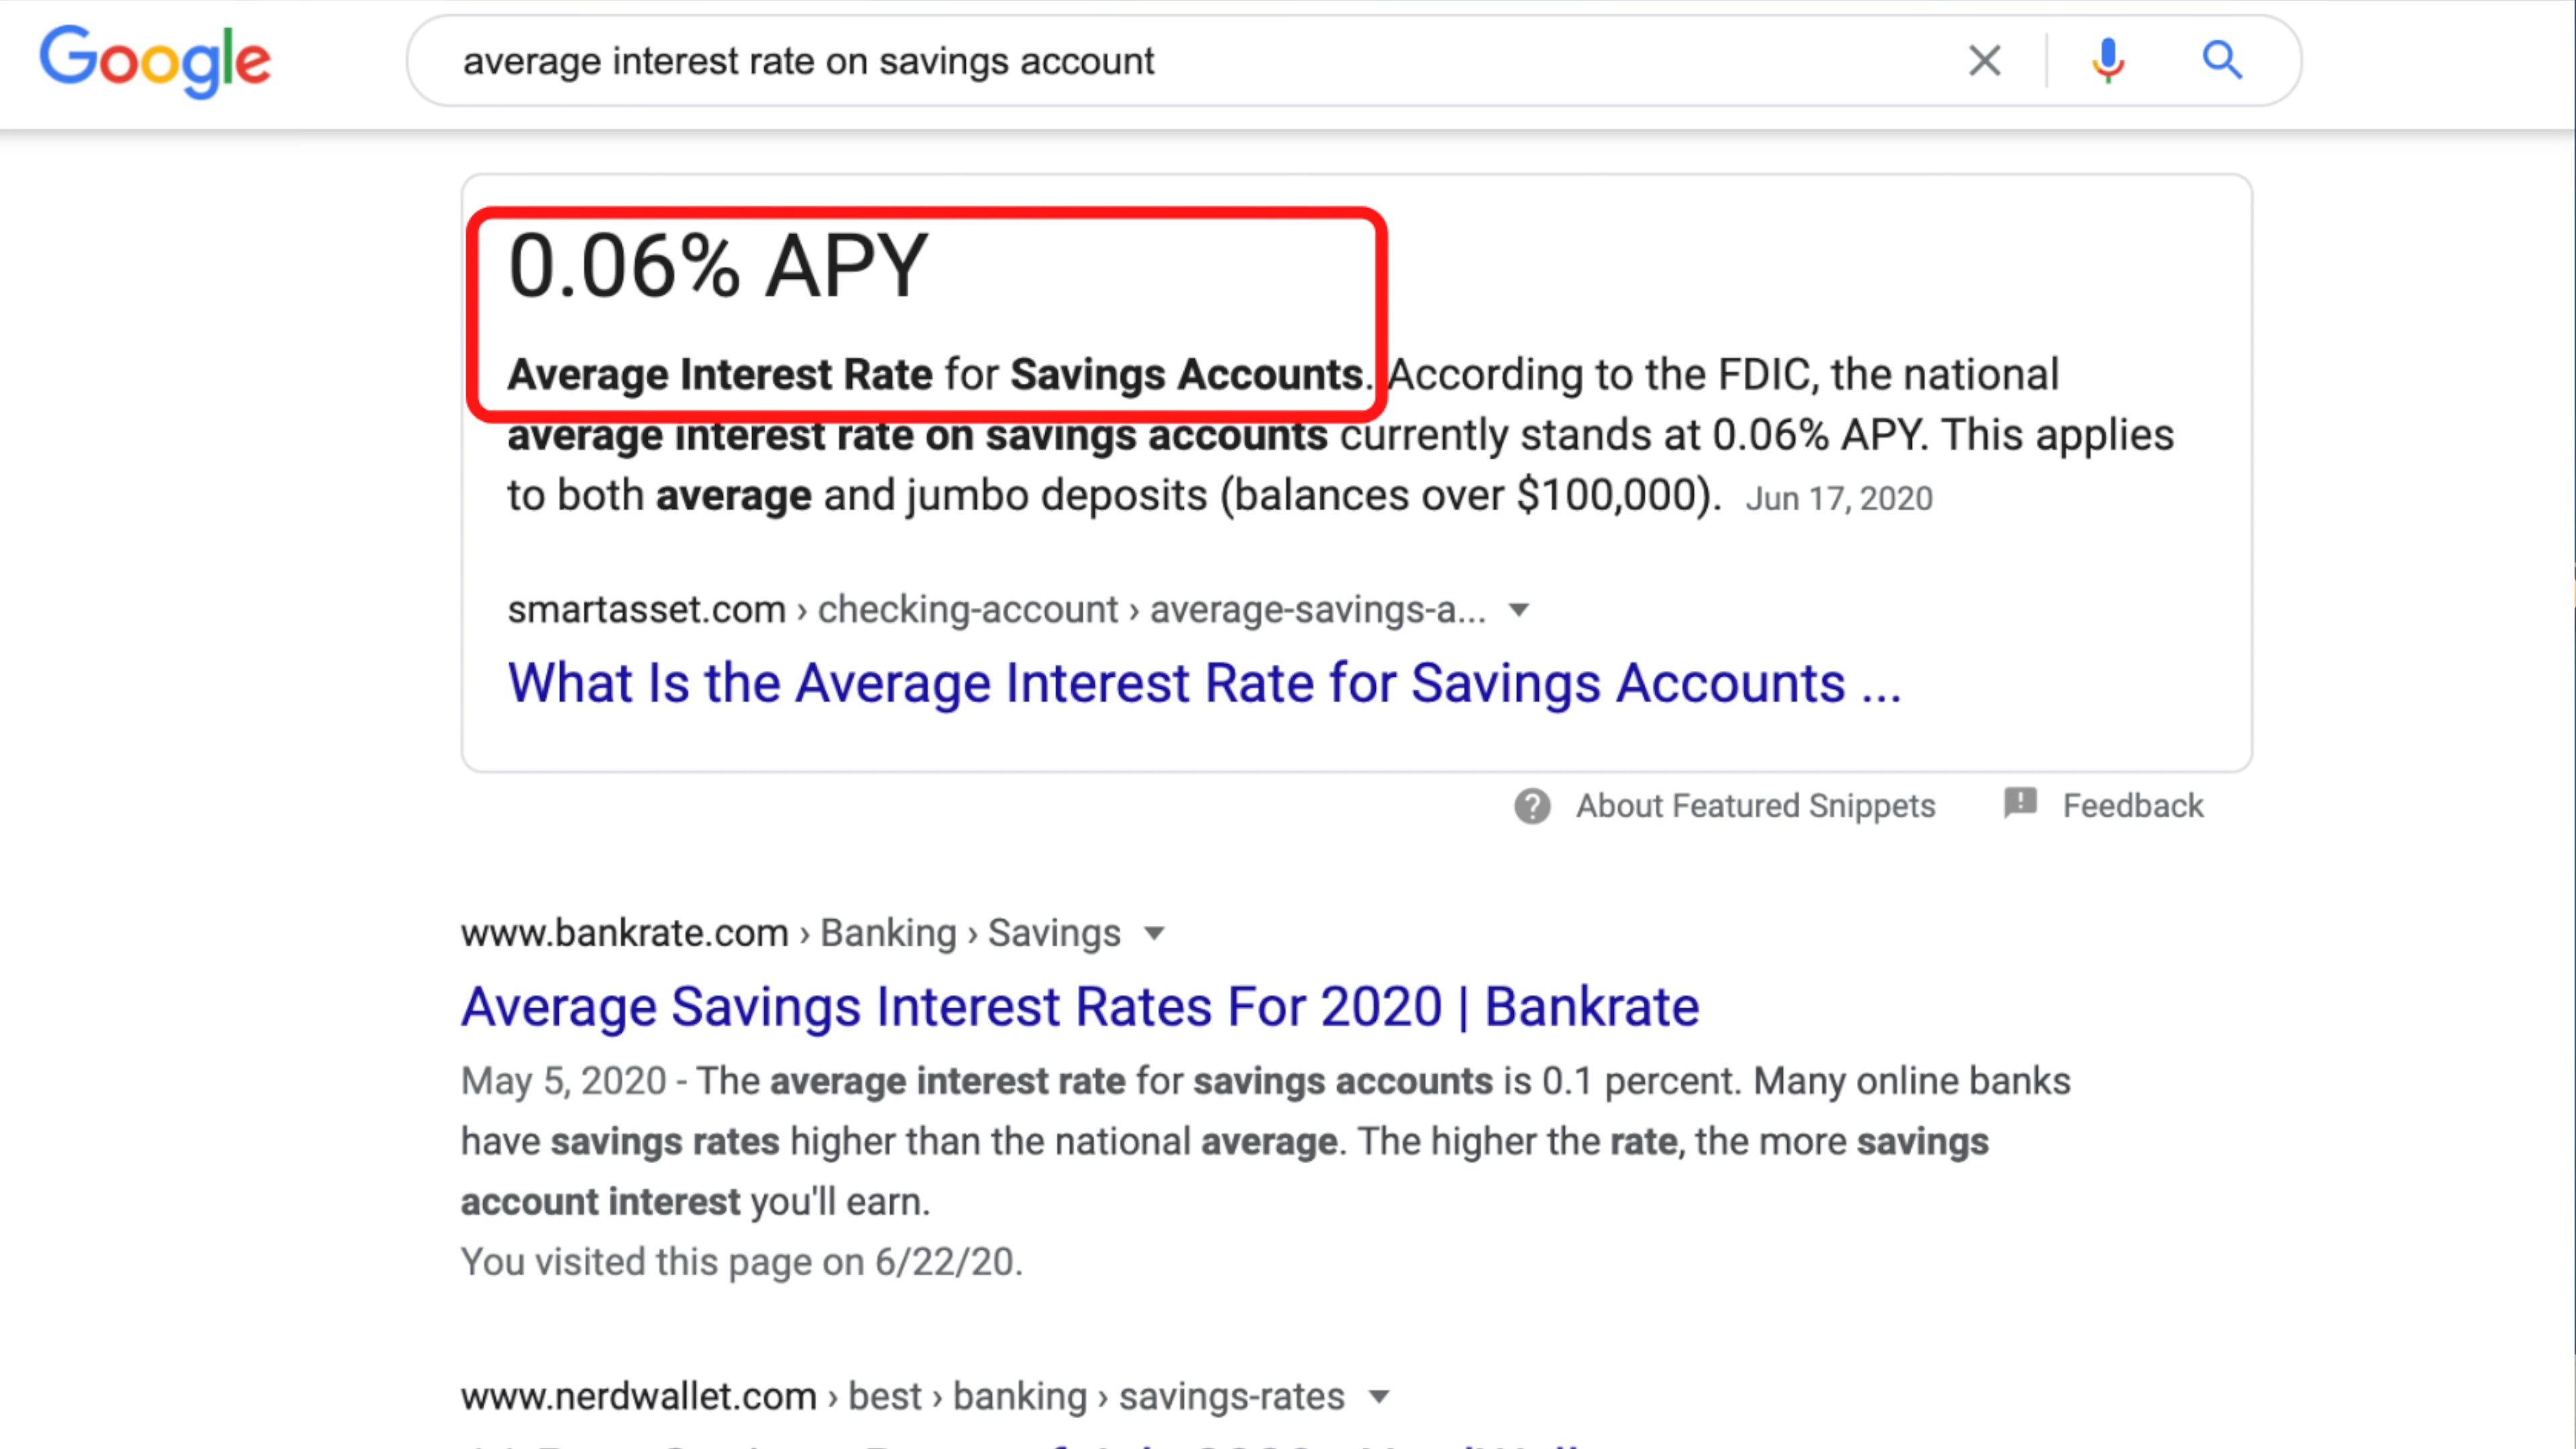 Google
average interest rate on savings account
0.06% APY
Average Interest Rate for Savings Accounts. According to the FDIC, the national
average interest rate on savings accounts currently stands at 0.06% APY. This applies
to both average and jumbo deposits (balances over $100,000). Jun 17, 2020
smartasset.com › checking-account › average-savings-a...
What Is the Average Interest Rate for Savings Accounts ...
About Featured Snippets Feedback
www.bankrate.com › Banking › Savings
Average Savings Interest Rates For 2020 | Bankrate
May 5, 2020 - The average interest rate for savings accounts is 0.1 percent. Many online banks
have savings rates higher than the national average. The higher the rate, the more savings
account interest you'll earn.
You visited this page on 6/22/20.
www.nerdwallet.com › best › banking › savings-rates